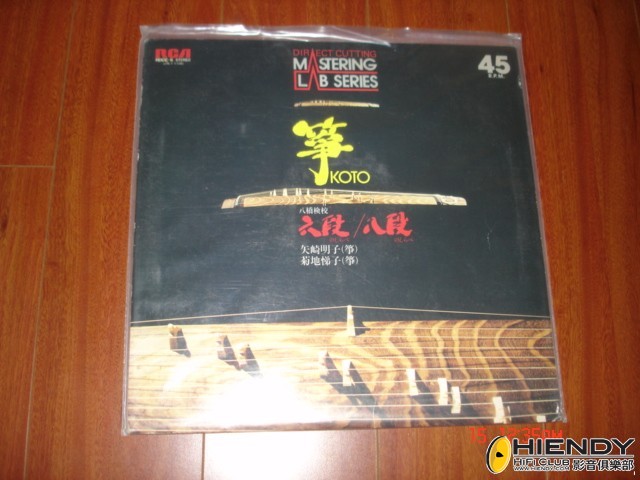 RCA
DIRECT CUTTING
MASTERING
LAB SERIES
45
R.P.M.
箏
KOTO
八橋検校
六段/八段
矢崎明子(箏)
菊地悌子(箏)
HIENDY
HIFICLUB 影音俱樂部